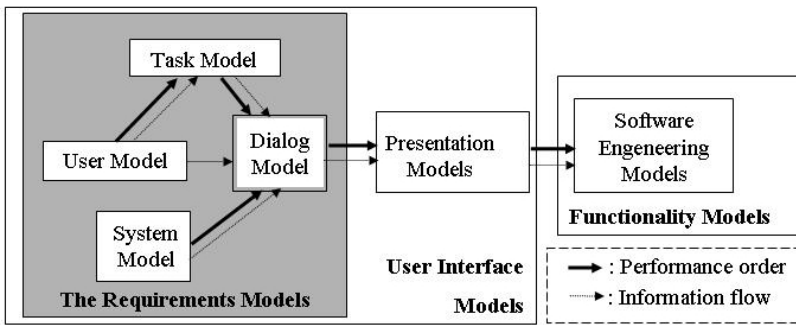 Task Model
User Model
Dialog
Model
System
Model
The Requirements Models
Presentation
Models
User Interface
Models
Software
Engeneering
Models
Functionality Models
: Performance order
: Information flow